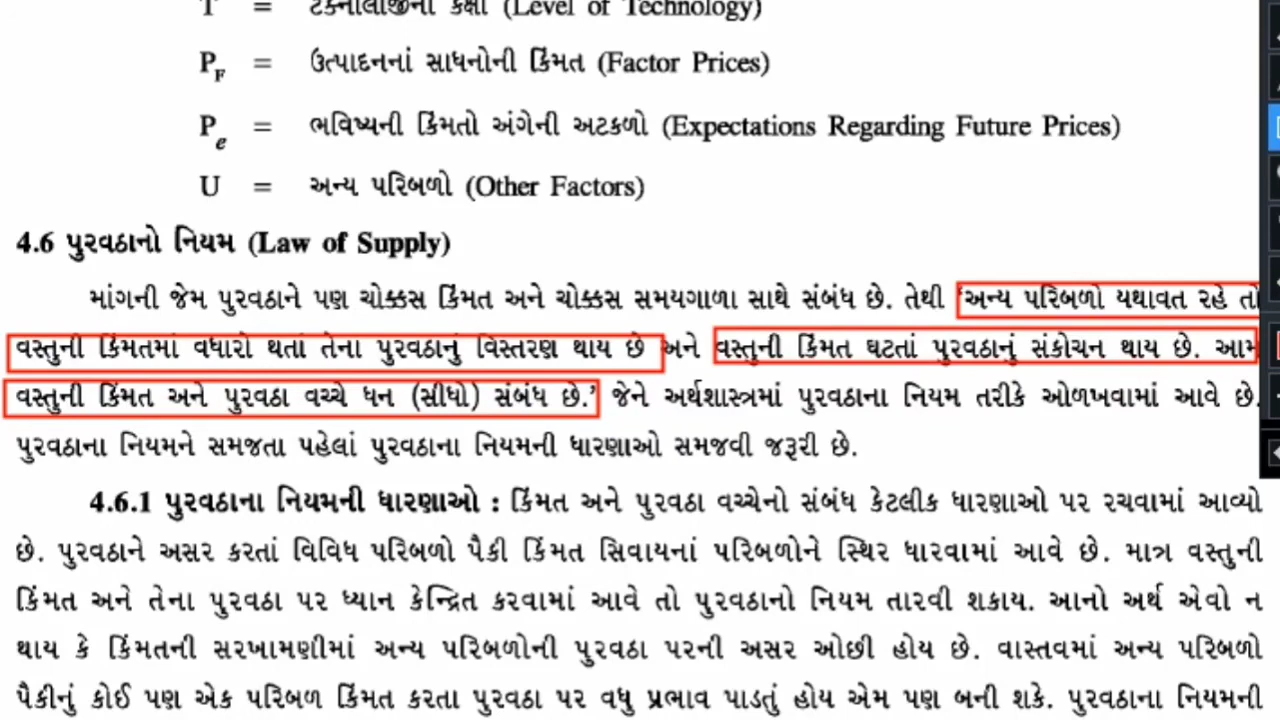 T = ટેક્નોલોજીની કક્ષા (Level of Technology)
PF = ઉત્પાદનનાં સાધનોની કિંમત (Factor Prices)
Pe = ભવિષ્યની કિંમતો અંગેની અટકળો (Expectations Regarding Future Prices)
U = અન્ય પરિબળો (Other Factors)
4.6 પુરવઠાનો નિયમ (Law of Supply)
માંગની જેમ પુરવઠાને પણ ચોક્કસ કિંમત અને ચોક્કસ સમયગાળા સાથે સંબંધ છે. તેથી ‘અન્ય પરિબળો યથાવત રહે તો
વસ્તુની કિંમતમાં વધારો થતાં તેના પુરવઠાનું વિસ્તરણ થાય છે અને વસ્તુની કિંમત ઘટતાં પુરવઠાનું સંકોચન થાય છે. આમ
વસ્તુની કિંમત અને પુરવઠા વચ્ચે ધન (સીધો) સંબંધ છે.’ જેને અર્થશાસ્ત્રમાં પુરવઠાના નિયમ તરીકે ઓળખવામાં આવે છે.
પુરવઠાના નિયમને સમજતા પહેલાં પુરવઠાના નિયમની ધારણાઓ સમજવી જરૂરી છે.
4.6.1 પુરવઠાના નિયમની ધારણાઓ : કિંમત અને પુરવઠા વચ્ચેનો સંબંધ કેટલીક ધારણાઓ પર રચવામાં આવ્યો
છે. પુરવઠાને અસર કરતાં વિવિધ પરિબળો પૈકી કિંમત સિવાયનાં પરિબળોને સ્થિર ધારવામાં આવે છે. માત્ર વસ્તુની
કિંમત અને તેના પુરવઠા પર ધ્યાન કેન્દ્રિત કરવામાં આવે તો પુરવઠાનો નિયમ તારવી શકાય. આનો અર્થ એવો ન
થાય કે કિંમતની સરખામણીમાં અન્ય પરિબળોની પુરવઠા પરની અસર ઓછી હોય છે. વાસ્તવમાં અન્ય પરિબળો
પૈકીનું કોઈ પણ એક પરિબળ કિંમત કરતા પુરવઠા પર વધુ પ્રભાવ પાડતું હોય એમ પણ બની શકે. પુરવઠાના નિયમની